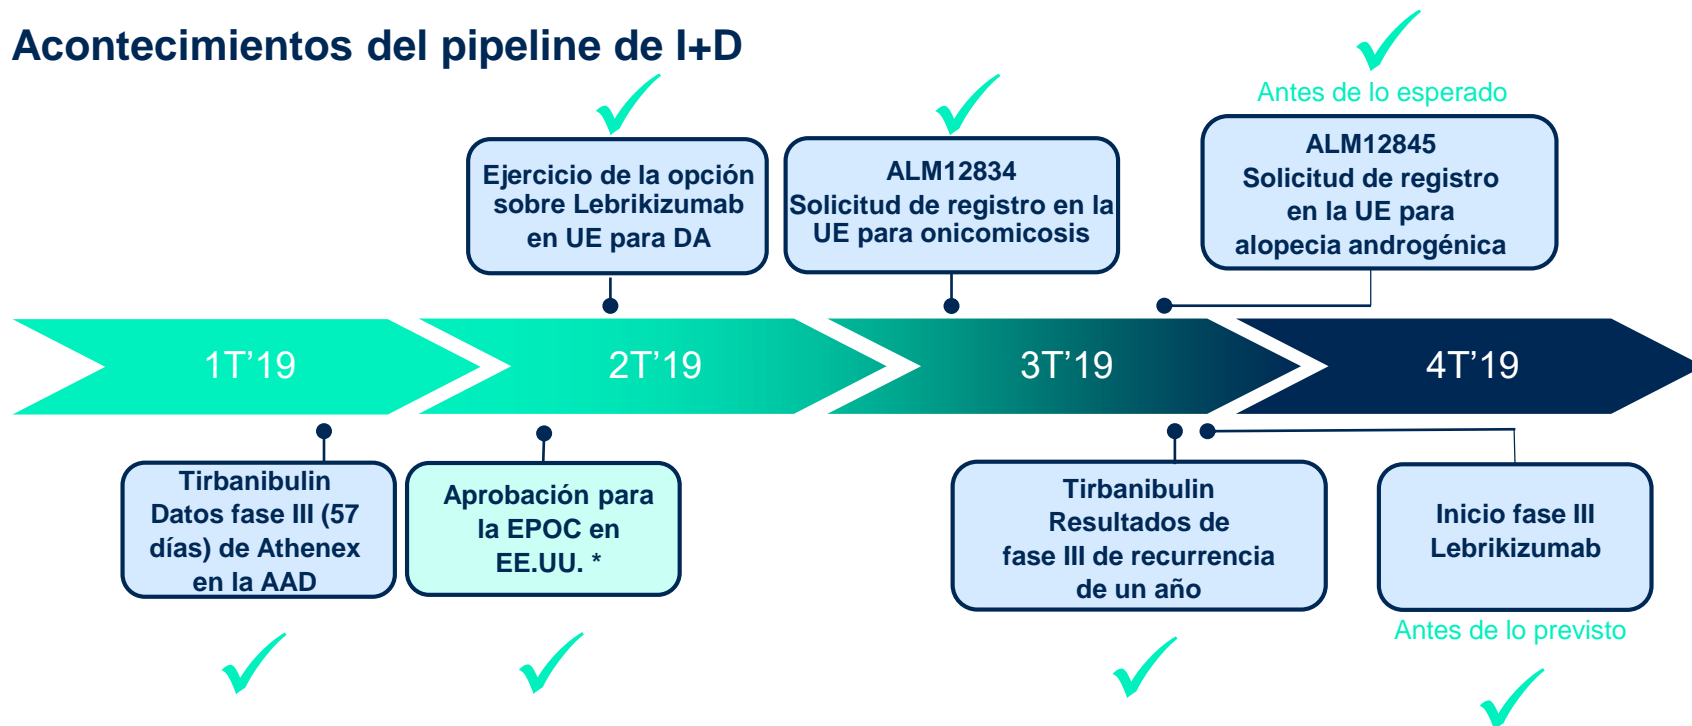 Acontecimientos del pipeline de I+D
Antes de lo esperado
Ejercicio de la opción
sobre Lebrikizumab
en UE para DA
ALM12834
Solicitud de registro en la
UE para onicomicosis
ALM12845
Solicitud de registro
en la UE para
alopecia androgénica
1T’19
2T’19
3T’19
4T’19
Tirbanibulin
Datos fase III (57
días) de Athenex
en la AAD
Aprobación para
la EPOC en
EE.UU. *
Tirbanibulin
Resultados de
fase III de recurrencia
de un año
Inicio fase III
Lebrikizumab
Antes de lo previsto